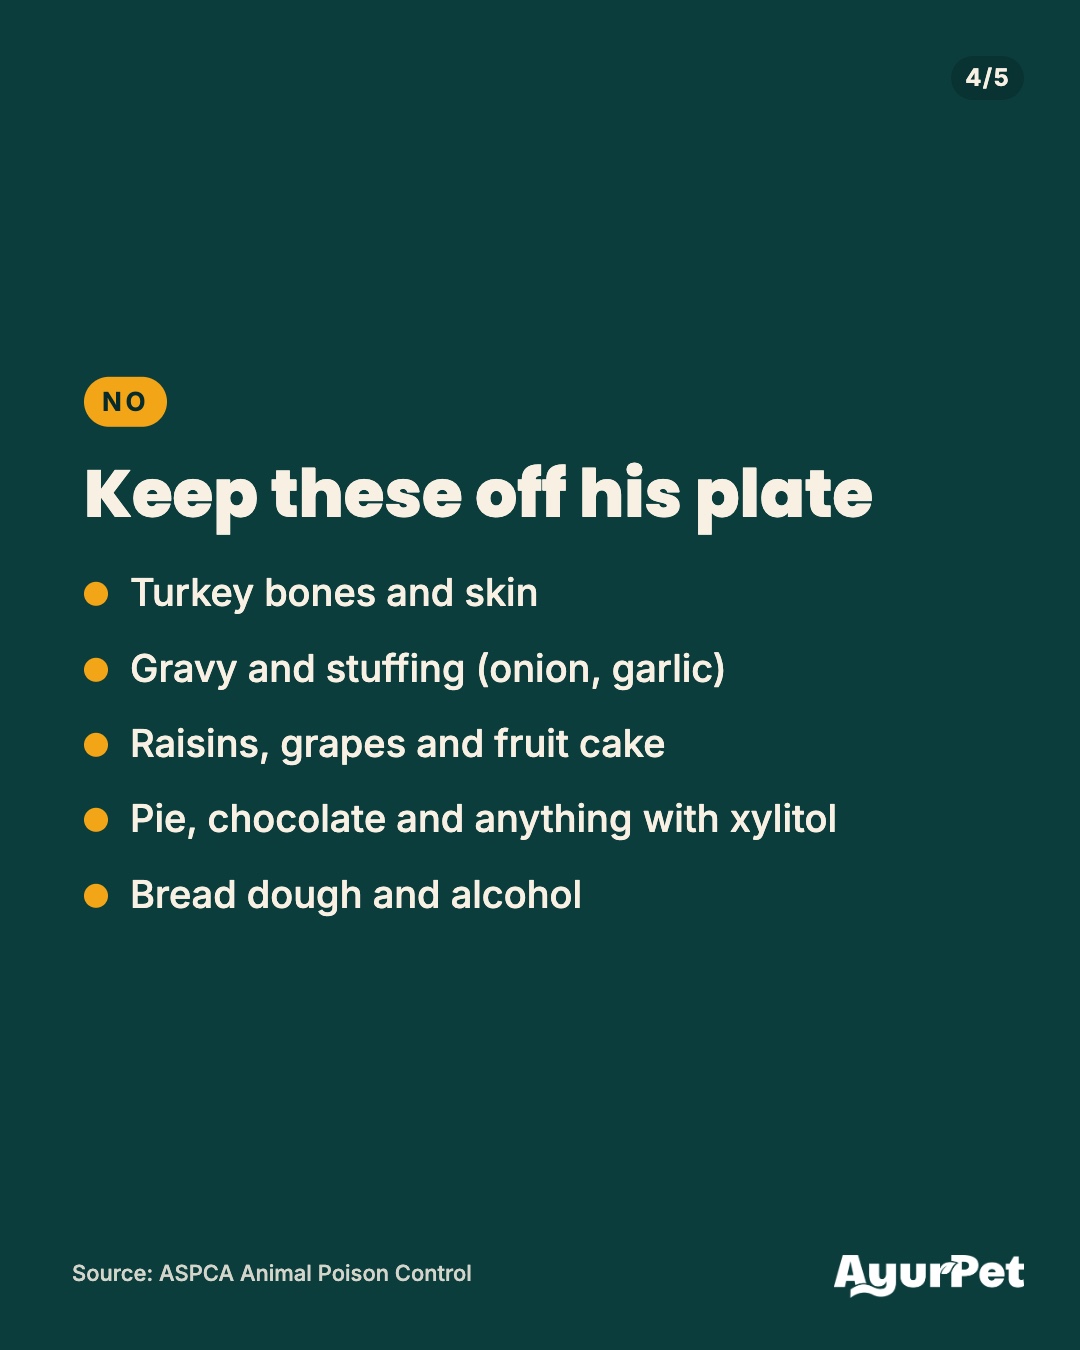 4/5
NO
Keep these off his plate
Turkey bones and skin
Gravy and stuffing (onion, garlic)
Raisins, grapes and fruit cake
Pie, chocolate and anything with xylitol
Bread dough and alcohol
Source: ASPCA Animal Poison Control
AyurPet